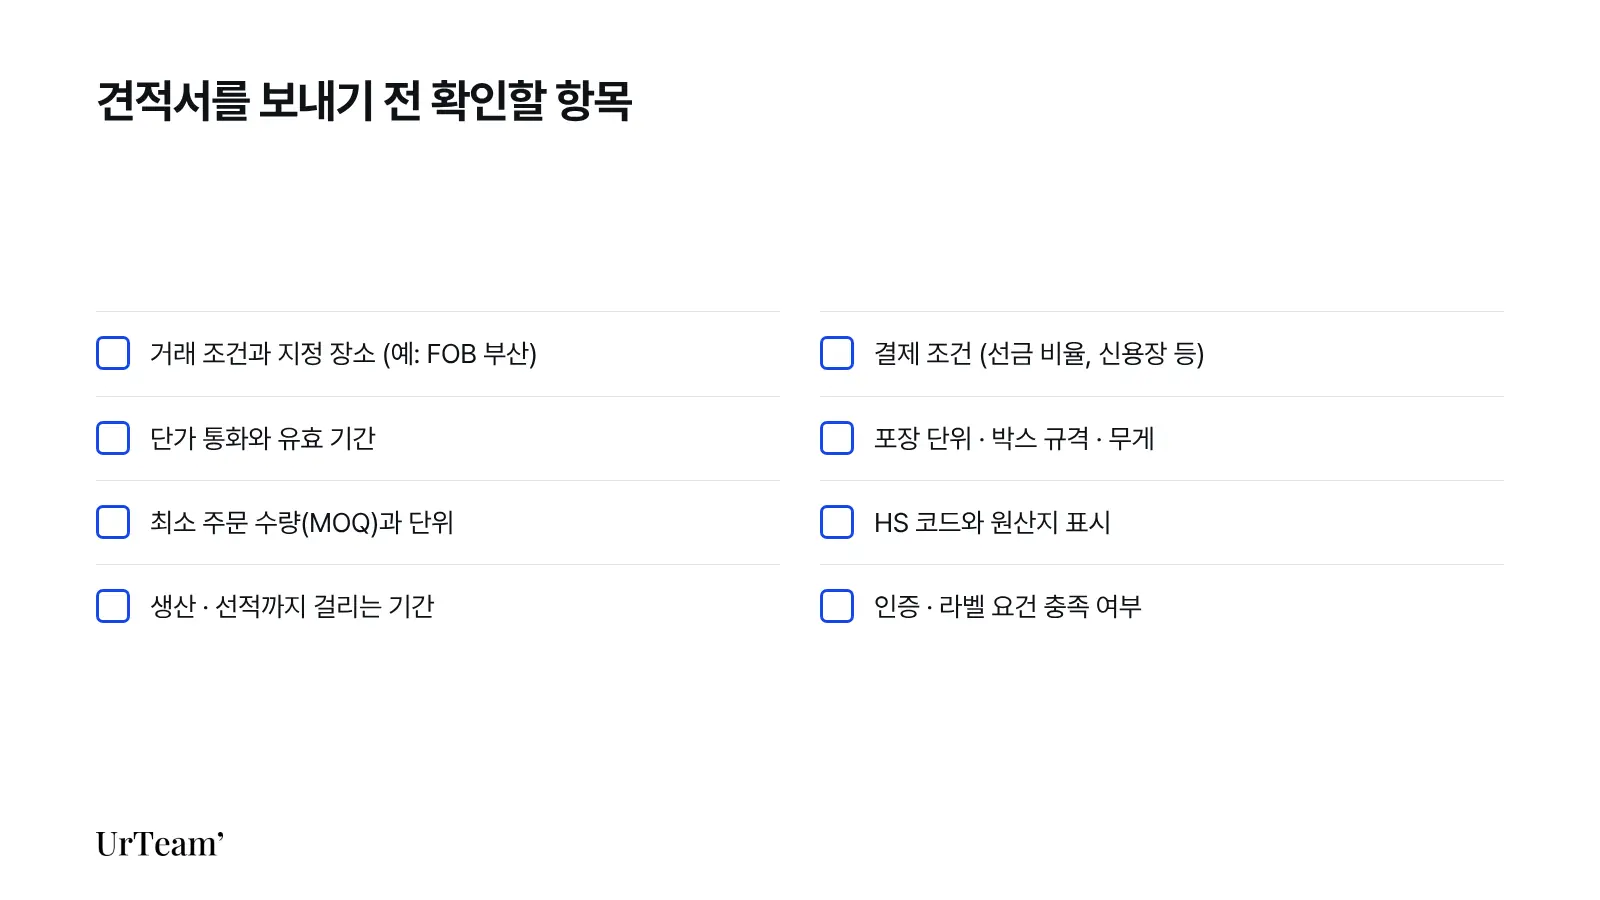 견적서를 보내기 전 확인할 항목
거래 조건과 지정 장소 (예: FOB 부산)
단가 통화와 유효 기간
최소 주문 수량(MOQ)과 단위
생산 · 선적까지 걸리는 기간
결제 조건 (선금 비율, 신용장 등)
포장 단위 · 박스 규격 · 무게
HS 코드와 원산지 표시
인증 · 라벨 요건 충족 여부
UrTeam’